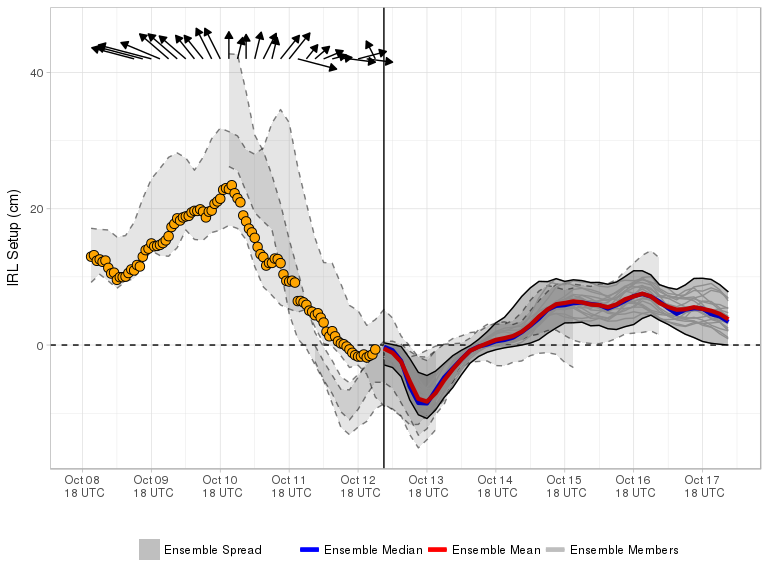 IRL Setup (cm)
40
20
0
Oct 08 Oct 09 Oct 10 Oct 11 Oct 12 Oct 13 Oct 14 Oct 15 Oct 16 Oct 17
18 UTC 18 UTC 18 UTC 18 UTC 18 UTC 18 UTC 18 UTC 18 UTC 18 UTC 18 UTC
Ensemble Spread Ensemble Median Ensemble Mean Ensemble Members